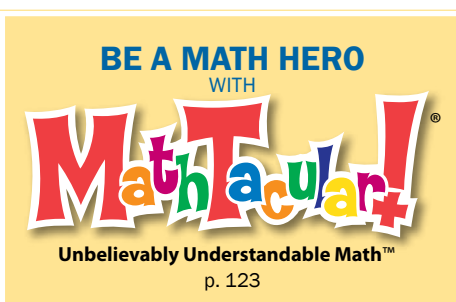 BE A MATH HERO
WITH
MathTacular!®
Unbelievably Understandable Math™
p. 123